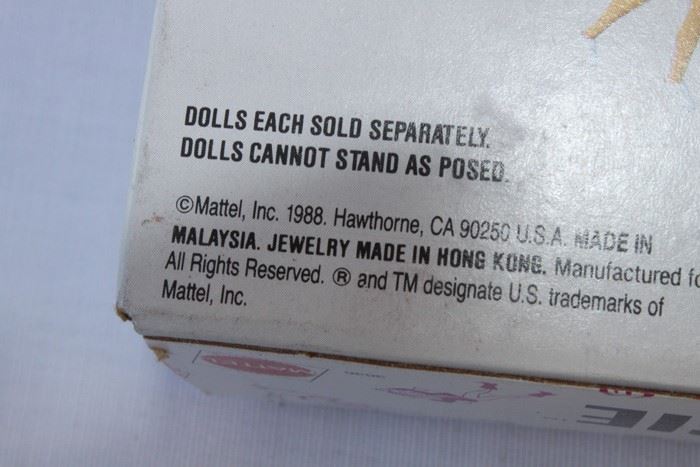 DOLLS EACH SOLD SEPARATELY.
DOLLS CANNOT STAND AS POSED.
©Mattel, Inc. 1988. Hawthorne, CA 90250 U.S.A. MADE IN
MALAYSIA. JEWELRY MADE IN HONG KONG. Manufactured fo
All Rights Reserved. ® and TM designate U.S. trademarks of
Mattel, Inc.